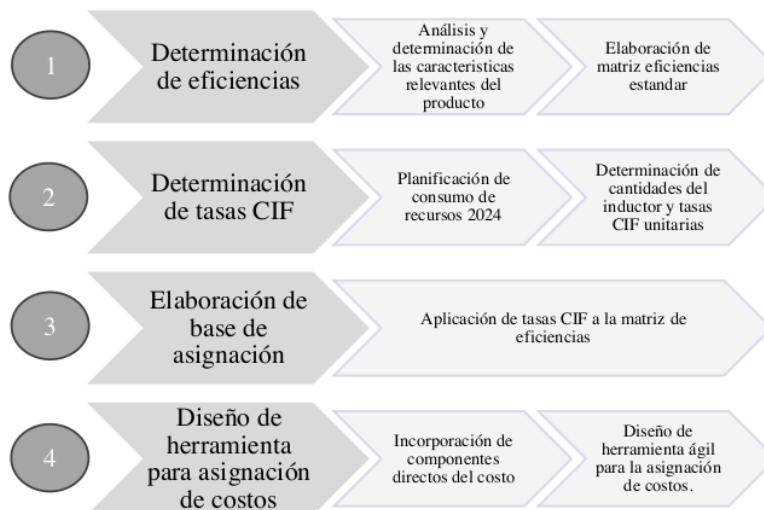 1
Determinación
de eficiencias
Análisis y
determinación de
las caracteristicas
relevantes del
producto
Elaboración de
matriz eficiencias
estandar
2
Determinación
de tasas CIF
Planificación de
consumo de
recursos 2024
Determinación de
cantidades del
inductor y tasas
CIF unitarias
3
Elaboración de
base de
asignación
Aplicación de tasas CIF a la matriz de
eficiencias
4
Diseño de
herramienta
para asignación
de costos
Incorporación de
componentes
directos del costo
Diseño de
herramienta ágil
para la asignación
de costos.